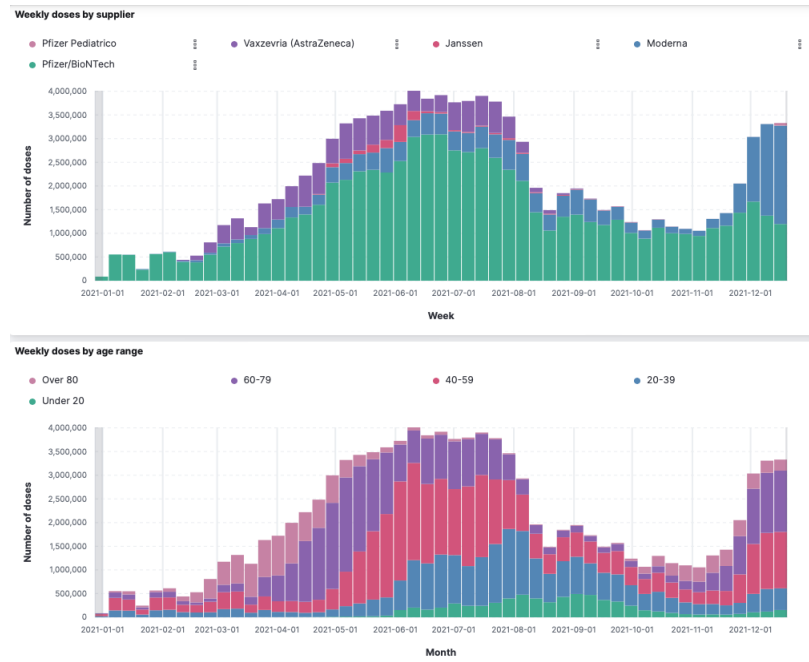 Weekly doses by supplier
Pfizer Pediatrico Vaxzevria (AstraZeneca) Janssen Moderna
Pfizer/BioNTech
4,000,000
3,500,000
3,000,000
2,500,000
2,000,000
1,500,000
1,000,000
500,000
0
Number of doses
2021-01-01 2021-02-01 2021-03-01 2021-04-01 2021-05-01 2021-06-01 2021-07-01 2021-08-01 2021-09-01 2021-10-01 2021-11-01 2021-12-01
Week
Weekly doses by age range
Over 80 60-79 40-59 20-39
Under 20
4,000,000
3,500,000
3,000,000
2,500,000
2,000,000
1,500,000
1,000,000
500,000
0
Number of doses
2021-01-01 2021-02-01 2021-03-01 2021-04-01 2021-05-01 2021-06-01 2021-07-01 2021-08-01 2021-09-01 2021-10-01 2021-11-01 2021-12-01
Month